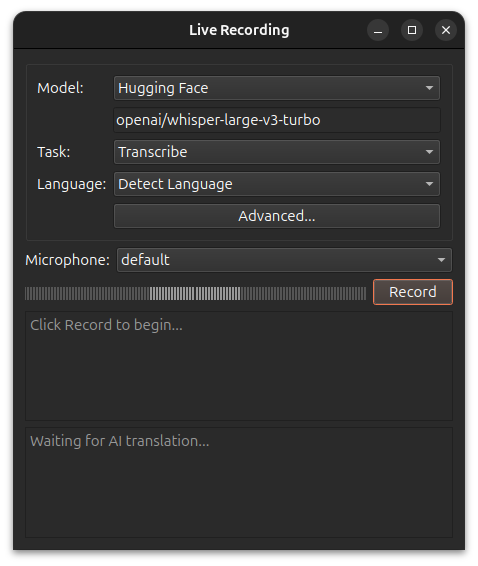 Live Recording
Model: Hugging Face
openai/whisper-large-v3-turbo
Task: Transcribe
Language: Detect Language
Advanced...
Microphone: default
Record
Click Record to begin...
Waiting for AI translation...